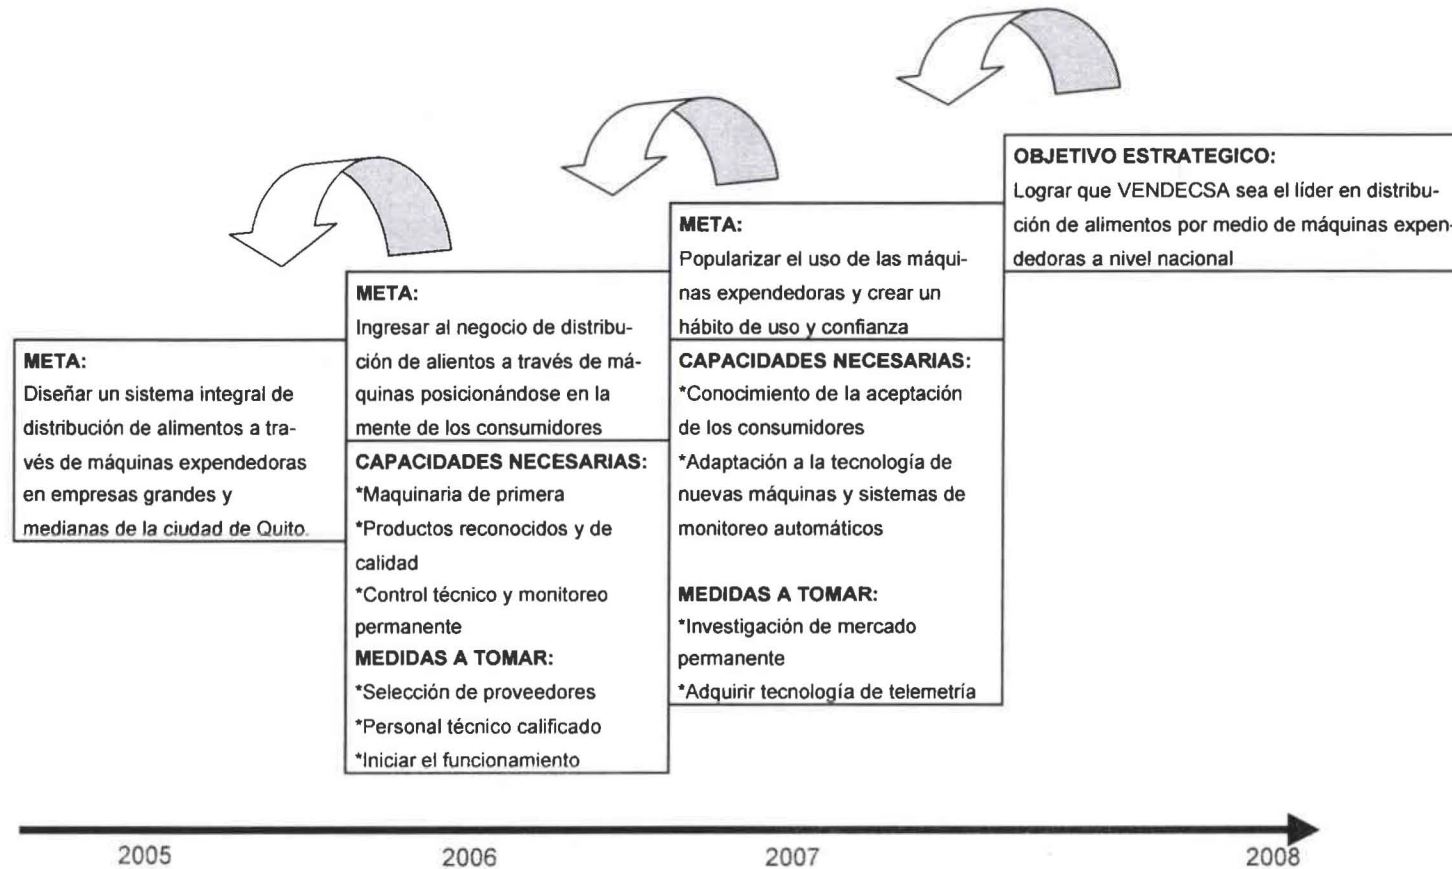 META:
Diseñar un sistema integral de
distribución de alimentos a tra-
vés de máquinas expendedoras
en empresas grandes y
medianas de la ciudad de Quito.
META:
Ingresar al negocio de distribu-
ción de alientos a través de má-
quinas posicionándose en la
mente de los consumidores
CAPACIDADES NECESARIAS:
*Maquinaria de primera
*Productos reconocidos y de
calidad
*Control técnico y monitoreo
permanente
MEDIDAS A TOMAR:
*Selección de proveedores
*Personal técnico calificado
*Iniciar el funcionamiento
META:
Popularizar el uso de las máqui-
nas expendedoras y crear un
hábito de uso y confianza
CAPACIDADES NECESARIAS:
*Conocimiento de la aceptación
de los consumidores
*Adaptación a la tecnología de
nuevas máquinas y sistemas de
monitoreo automáticos
MEDIDAS A TOMAR:
*Investigación de mercado
permanente
*Adquirir tecnología de telemetría
OBJETIVO ESTRATEGICO:
Lograr que VENDECSA sea el líder en distribu-
ción de alimentos por medio de máquinas expen-
dedoras a nivel nacional
2005
2006
2007
2008